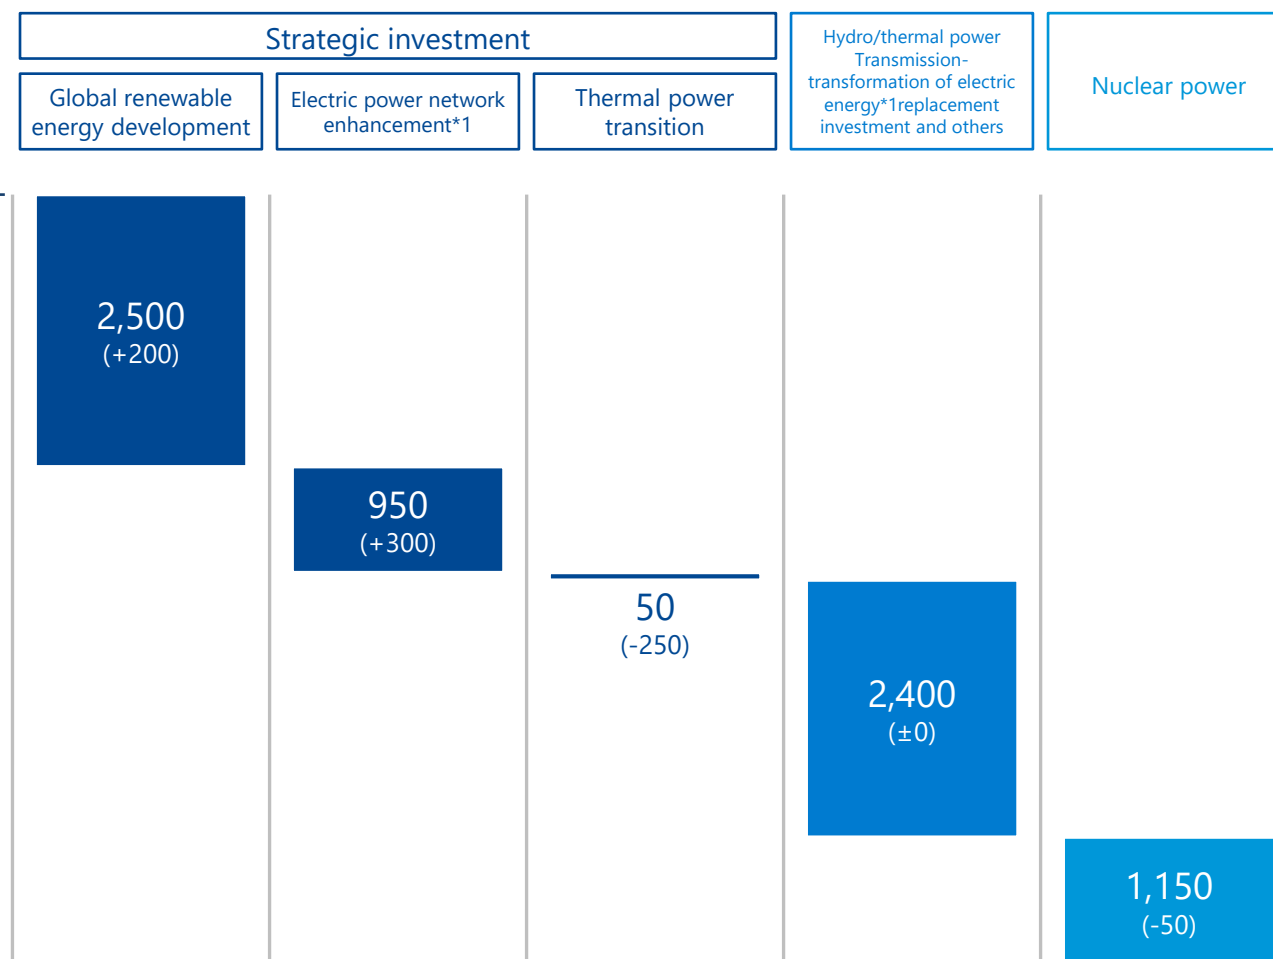 Strategic investment
Global renewable
energy development
Electric power network
enhancement*1
Thermal power
transition
Hydro/thermal power
Transmission-
transformation of electric
energy*1replacement
investment and others
Nuclear power
2,500
(+200)
950
(+300)
50
(-250)
2,400
(±0)
1,150
(-50)